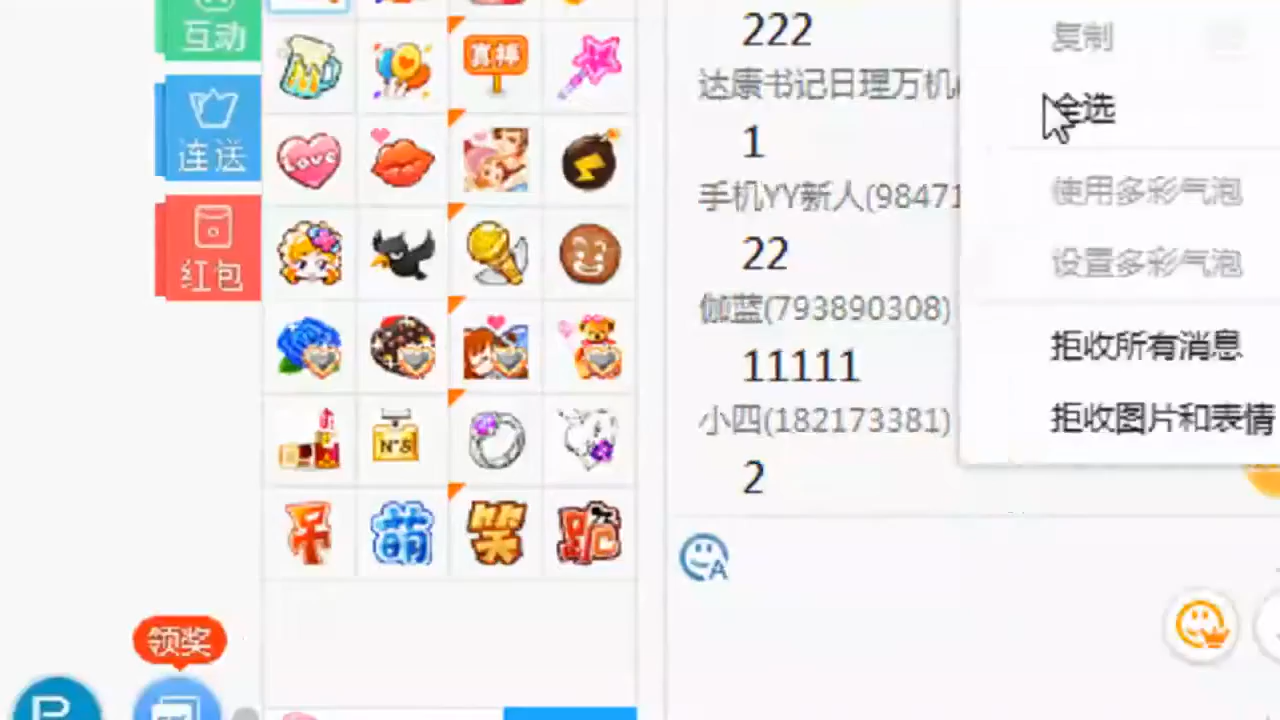 互动
连送
红包
真棒
Love
N°5
吊
萌
笑
跪
领奖
222
达康书记日理万机
1
手机YY新人(98471
22
伽蓝(793890308)
11111
小四(182173381)
2
A
复制
全选
使用多彩气泡
设置多彩气泡
拒收所有消息
拒收图片和表情